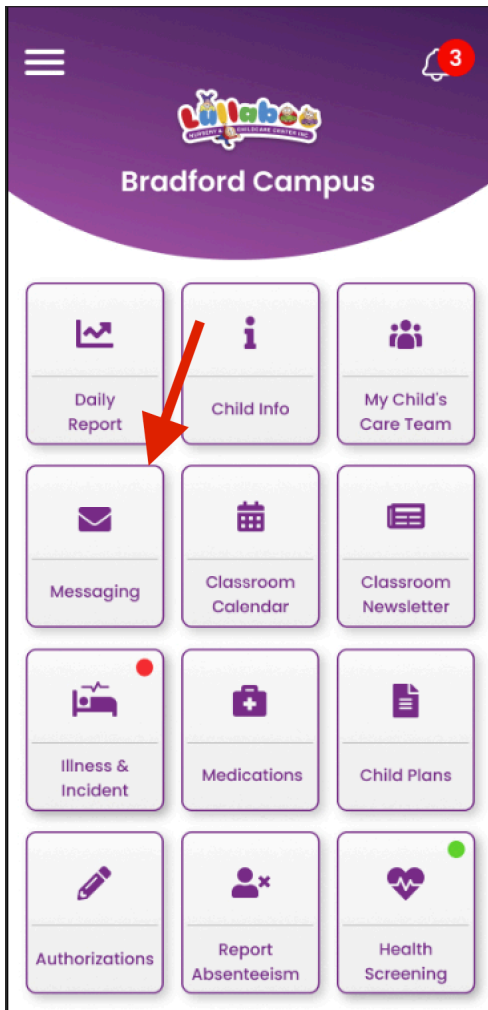 3
Lullaboo
NURSERY & CHILDCARE CENTER INC
Bradford Campus
Daily
Report
Child Info
My Child's
Care Team
Messaging
Classroom
Calendar
Classroom
Newsletter
Illness &
Incident
Medications
Child Plans
Authorizations
Report
Absenteeism
Health
Screening